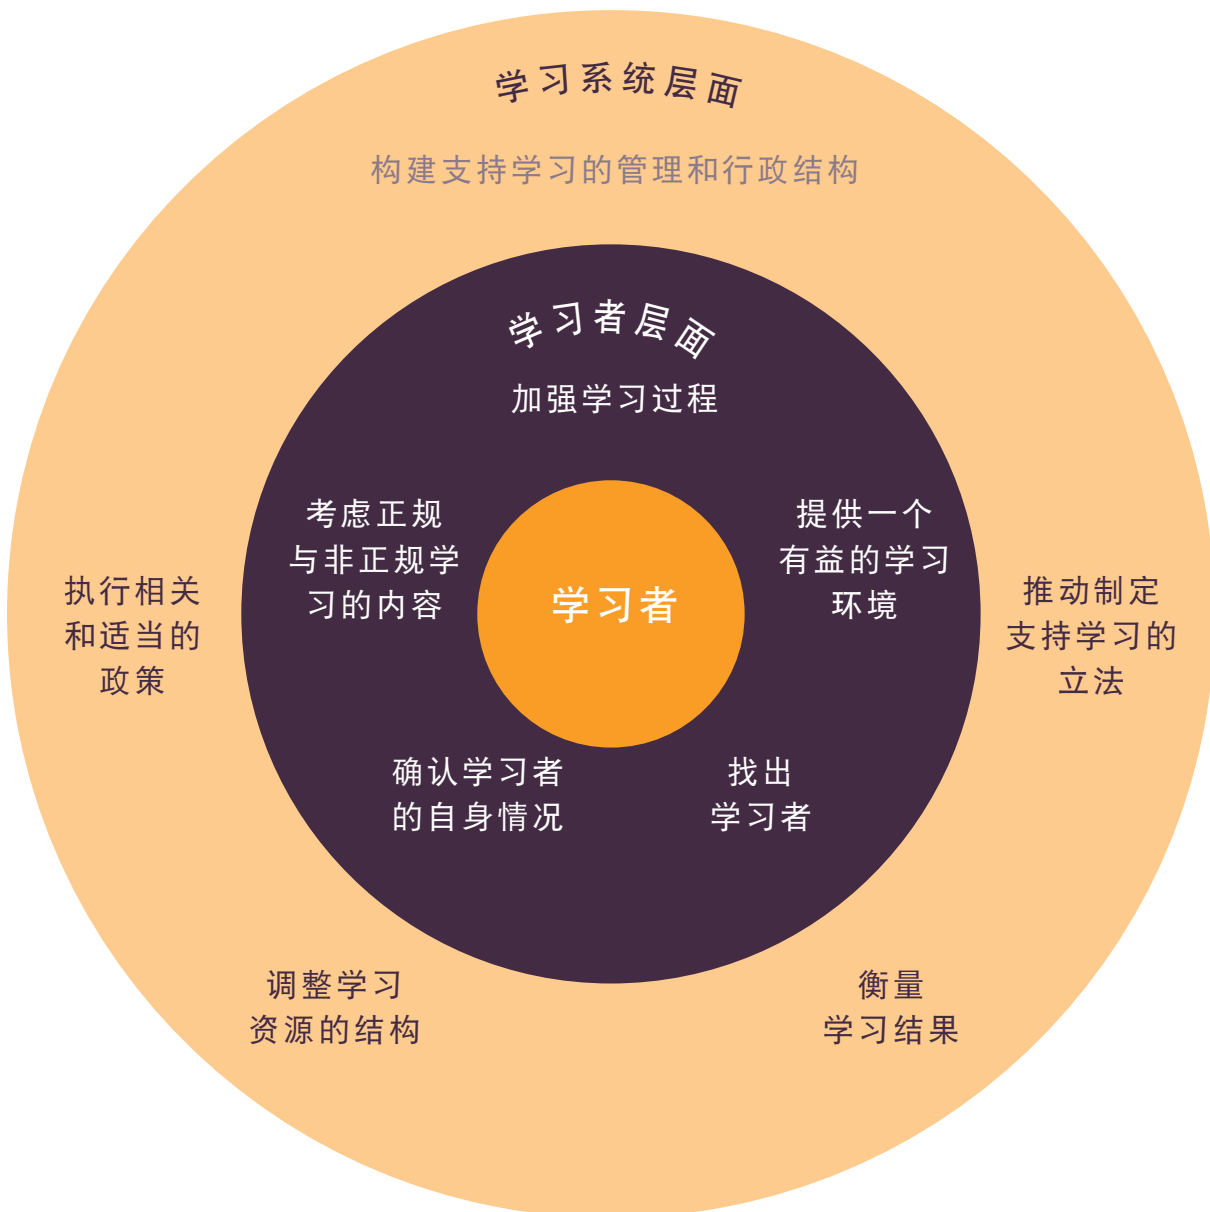 学习系统层面
构建支持学习的管理和行政结构
学习者层面
加强学习过程
考虑正规
与非正规学
习的内容
提供一个
有益的学习
环境
学习者
执行相关
和适当的
政策
推动制定
支持学习的
立法
确认学习者
的自身情况
找出
学习者
调整学习
资源的结构
衡量
学习结果